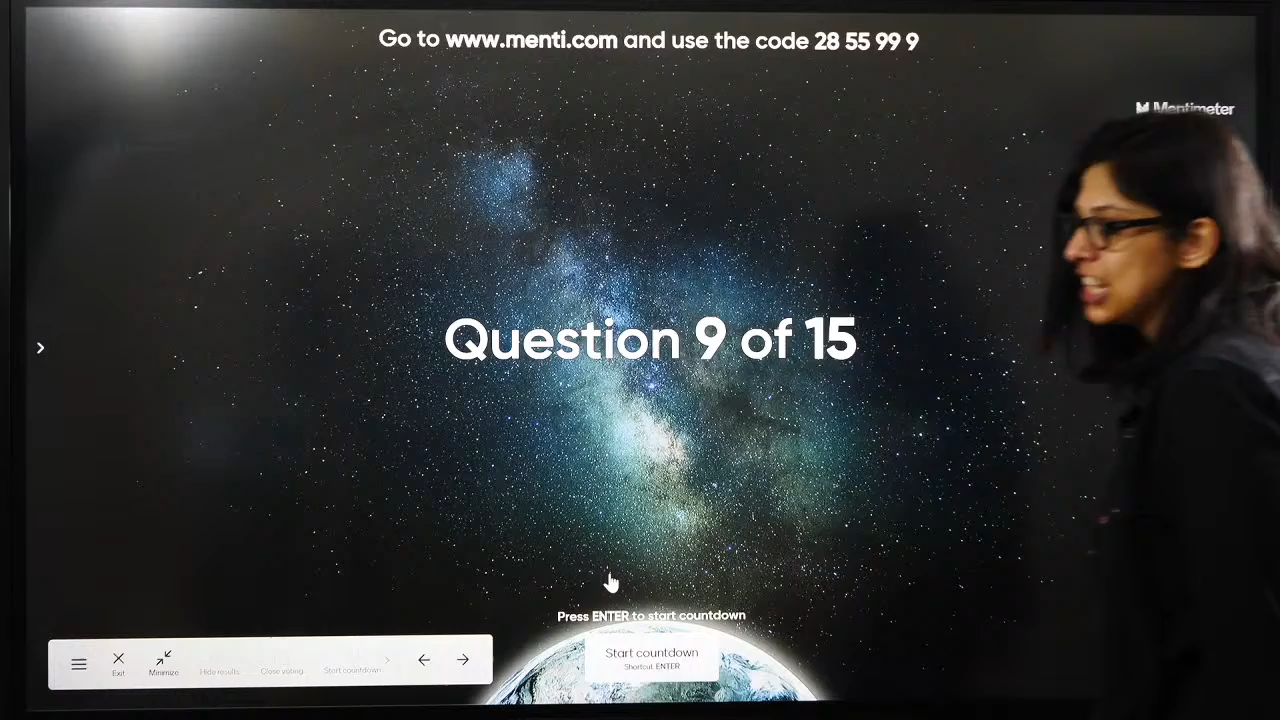 Go to www.menti.com and use the code 28 55 99 9
Mentimeter
Question 9 of 15
Press ENTER to start countdown
Start countdown
Shortcut ENTER
Exit
Minimize
Hide results
Close voting
Start countdown